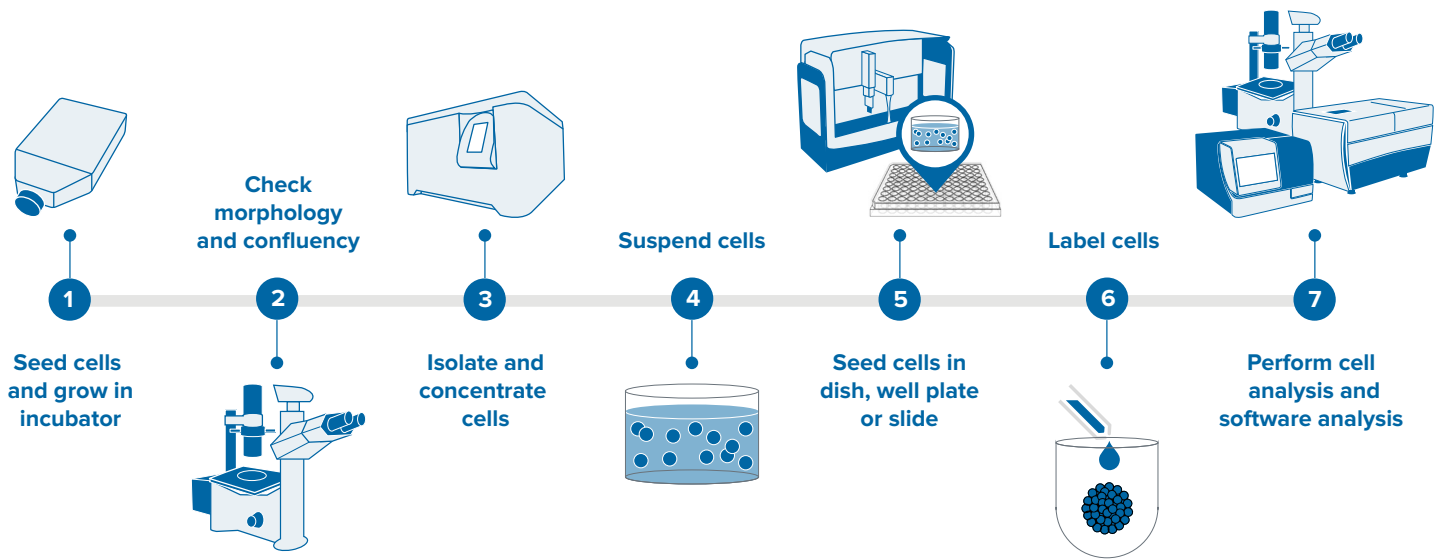 1
Seed cells
and grow in
incubator
Check
morphology
and confluency
2
3
Isolate and
concentrate
cells
Suspend cells
4
5
Seed cells in
dish, well plate
or slide
Label cells
6
7
Perform cell
analysis and
software analysis